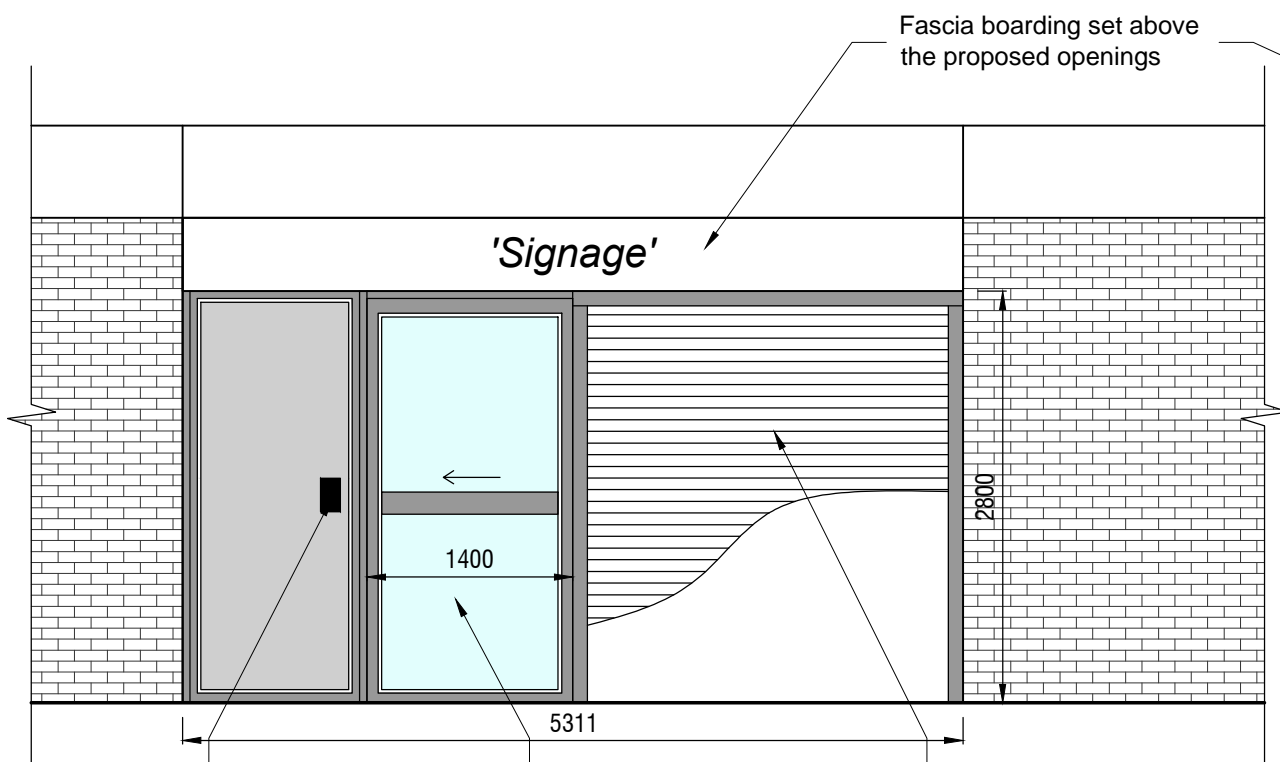 Fascia boarding set above
the proposed openings
'Signage'
2800
1400
5311